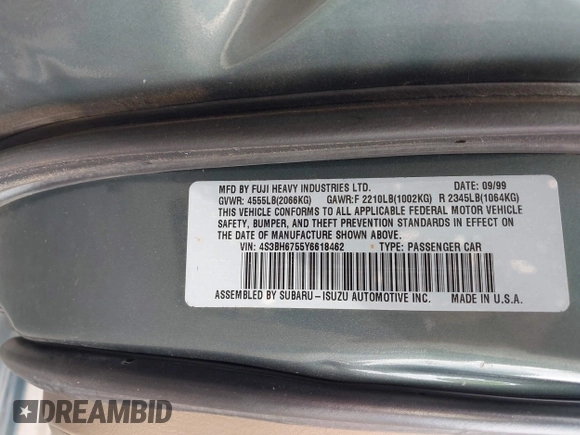 MFD BY FUJI HEAVY INDUSTRIES LTD. DATE: 09/99
GVWR: 4555LB(2066KG) GAWR:F 2210LB(1002KG) R 2345LB(1064KG)
THIS VEHICLE CONFORMS TO ALL APPLICABLE FEDERAL MOTOR VEHICLE
SAFETY, BUMPER, AND THEFT PREVENTION STANDARDS IN EFFECT ON
THE DATE OF MANUFACTURE SHOWN ABOVE.
VIN: 4S3BH6755Y6618462 TYPE: PASSENGER CAR
ASSEMBLED BY SUBARU-ISUZU AUTOMOTIVE INC. MADE IN U.S.A.
DREAMBID